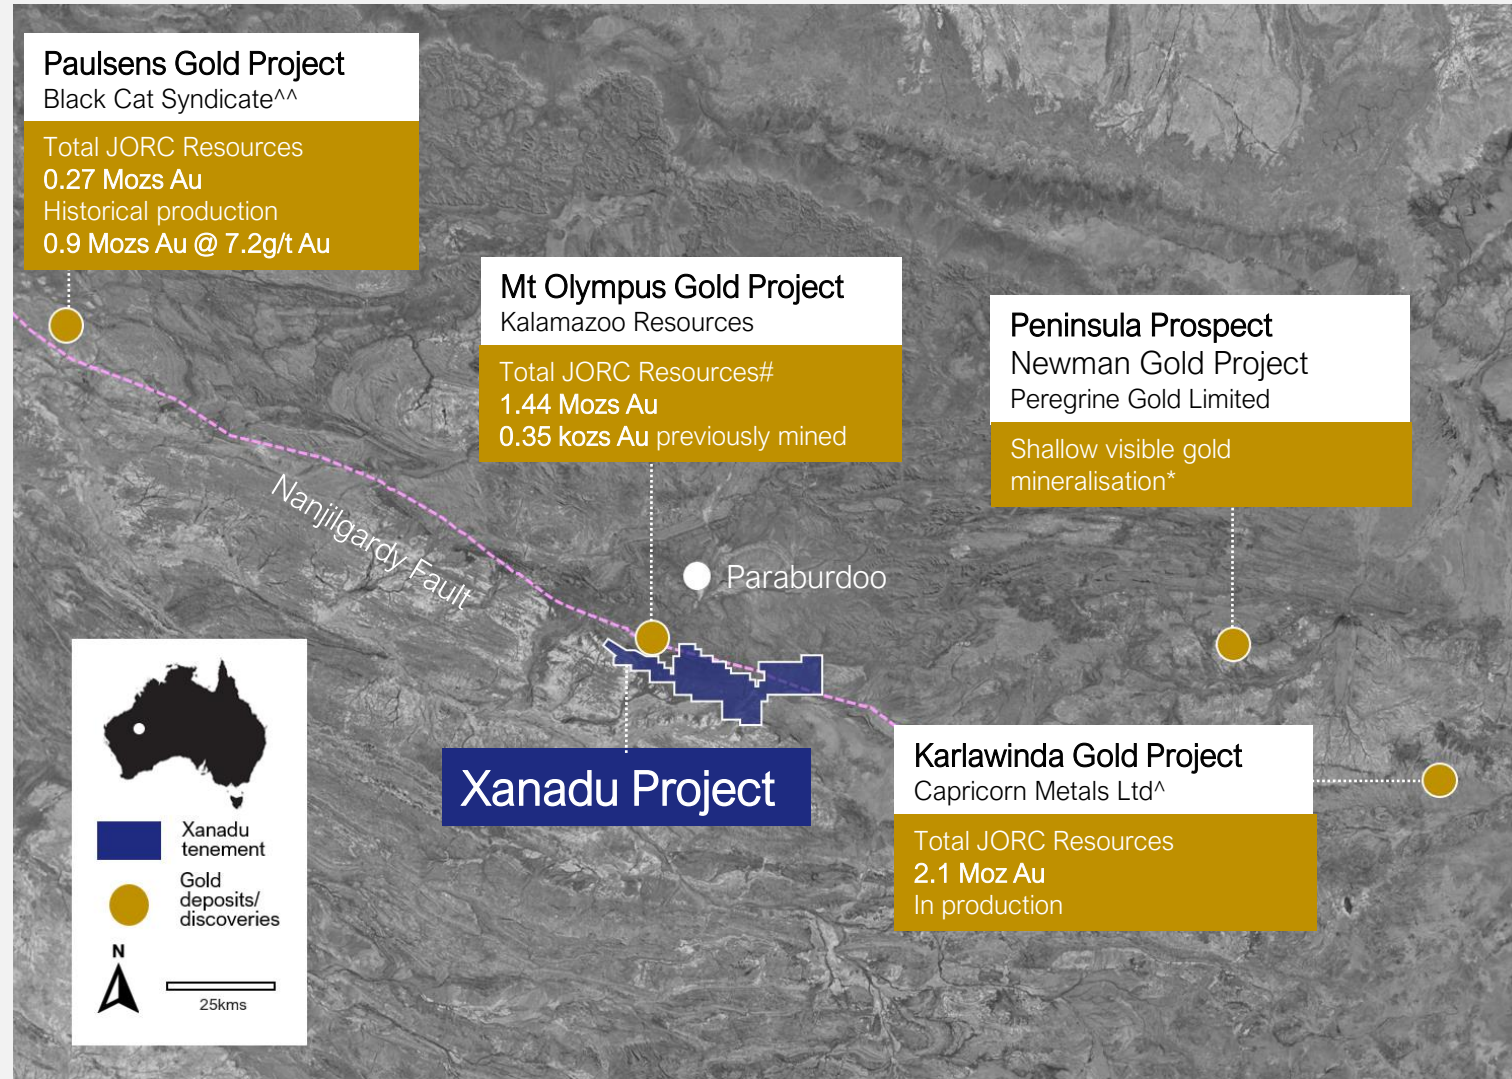 Paulsens Gold Project
Black Cat Syndicate^^
Total JORC Resources
0.27 Mozs Au
Historical production
0.9 Mozs Au @ 7.2g/t Au
Mt Olympus Gold Project
Kalamazoo Resources
Total JORC Resources#
1.44 Mozs Au
0.35 kozs Au previously mined
Peninsula Prospect
Newman Gold Project
Peregrine Gold Limited
Shallow visible gold
mineralisation*
Nanjilgardy Fault
Paraburdoo
Xanadu Project
Karlawinda Gold Project
Capricorn Metals Ltd^
Total JORC Resources
2.1 Moz Au
In production
Xanadu
tenement
Gold
deposits/
discoveries
N
25kms